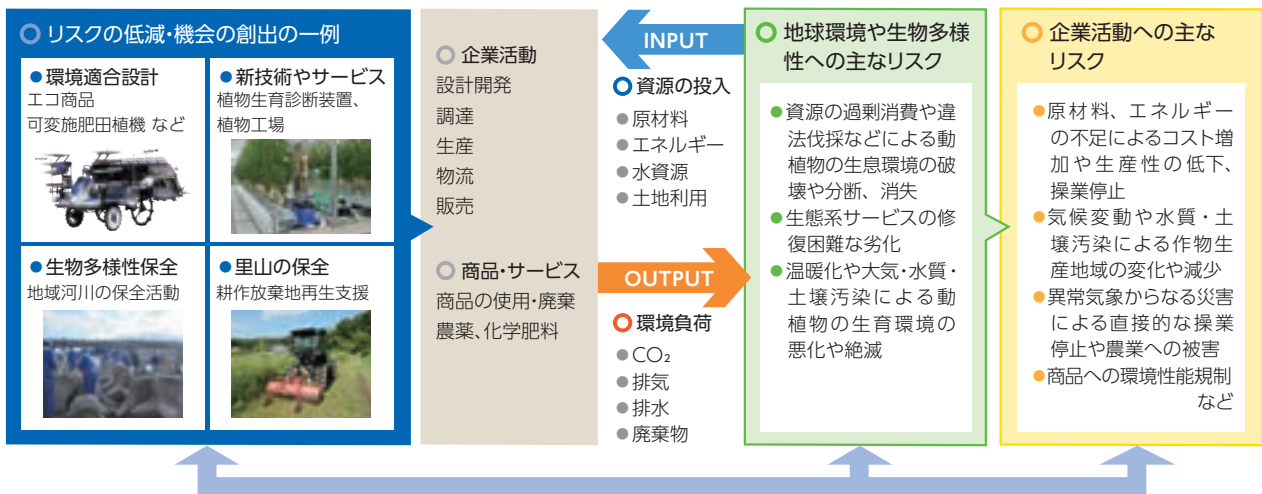 リスクの低減・機会の創出の一例
●環境適合設計
エコ商品
可変施肥田植機 など
●新技術やサービス
植物生育診断装置、
植物工場
●生物多様性保全
地域河川の保全活動
●里山の保全
耕作放棄地再生支援
企業活動
設計開発
調達
生産
物流
販売
商品・サービス
商品の使用・廃棄
農薬、化学肥料
INPUT
資源の投入
●原材料
●エネルギー
●水資源
●土地利用
OUTPUT
環境負荷
●CO₂
●排気
●排水
●廃棄物
地球環境や生物多様
性への主なリスク
●資源の過剰消費や違
法伐採などによる動
植物の生息環境の破
壊や分断、消失
●生態系サービスの修
復困難な劣化
●温暖化や大気・水質・
土壌汚染による動
植物の生育環境の
悪化や絶滅
企業活動への主な
リスク
●原材料、エネルギー
の不足によるコスト増
加や生産性の低下、
操業停止
●気候変動や水質・土
壌汚染による作物生
産地域の変化や減少
●異常気象からなる災害
による直接的な操業
停止や農業への被害
●商品への環境性能規制
など